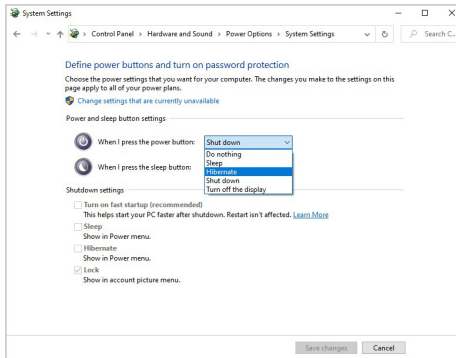 System Settings
Control Panel > Hardware and Sound > Power Options > System Settings
Search C...
Define power buttons and turn on password protection
Choose the power settings that you want for your computer. The changes you make to the settings on this
page apply to all of your power plans.
Change settings that are currently unavailable
Power and sleep button settings
When I press the power button: Shut down
Do nothing
Sleep
When I press the sleep button: Hibernate
Shut down
Turn off the display
Shutdown settings
Turn on fast startup (recommended)
This helps start your PC faster after shutdown. Restart isn't affected. Learn More
Sleep
Show in Power menu.
Hibernate
Show in Power menu.
Lock
Show in account picture menu.
Save changes Cancel